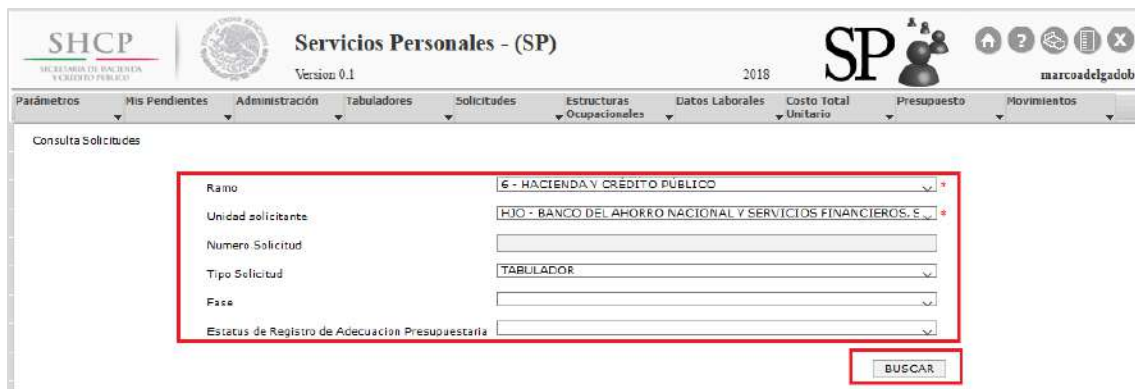 SHCP
SECRETARÍA DE HACIENDA
Y CRÉDITO PÚBLICO
Servicios Personales - (SP)
Version 0.1
2018
SP
marcoadelgadob
Parámetros
Mis Pendientes
Administración
Tabuladores
Solicitudes
Estructuras
Ocupacionales
Datos Laborales
Costo Total
Unitario
Presupuesto
Movimientos
Consulta Solicitudes
Ramo
6 - HACIENDA Y CRÉDITO PÚBLICO *
Unidad solicitante
HJO - BANCO DEL AHORRO NACIONAL Y SERVICIOS FINANCIEROS, S *
Numero Solicitud
Tipo Solicitud
TABULADOR
Fase
Estatus de Registro de Adecuacion Presupuestaria
BUSCAR